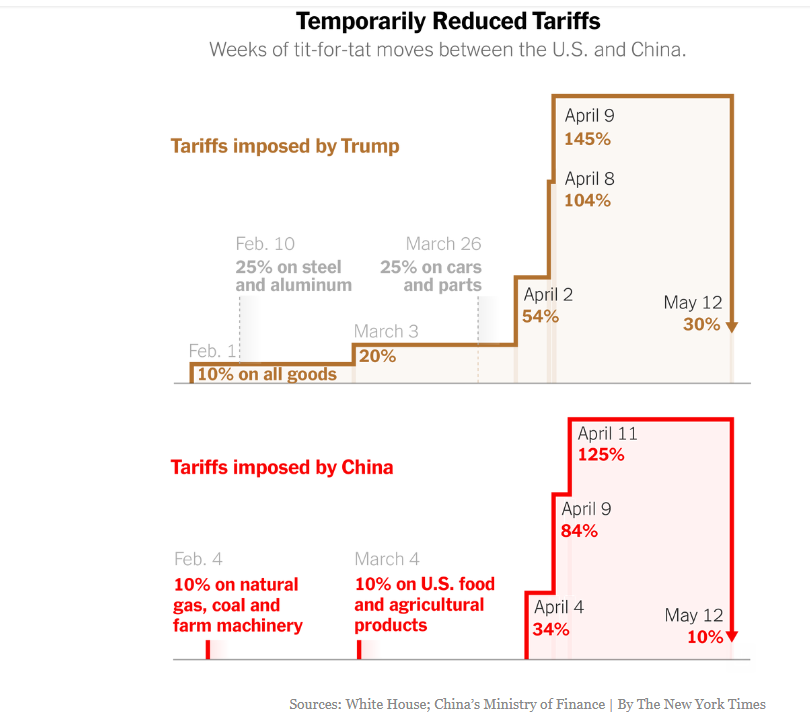 Temporarily Reduced Tariffs
Weeks of tit-for-tat moves between the U.S. and China.
Tariffs imposed by Trump
April 9
145%
April 8
104%
Feb. 10
25% on steel
and aluminum
March 26
25% on cars
and parts
April 2
54%
May 12
30%
March 3
20%
Feb. 1
10% on all goods
Tariffs imposed by China
April 11
125%
April 9
84%
Feb. 4
10% on natural
gas, coal and
farm machinery
March 4
10% on U.S. food
and agricultural
products
April 4
34%
May 12
10%
Sources: White House; China’s Ministry of Finance | By The New York Times